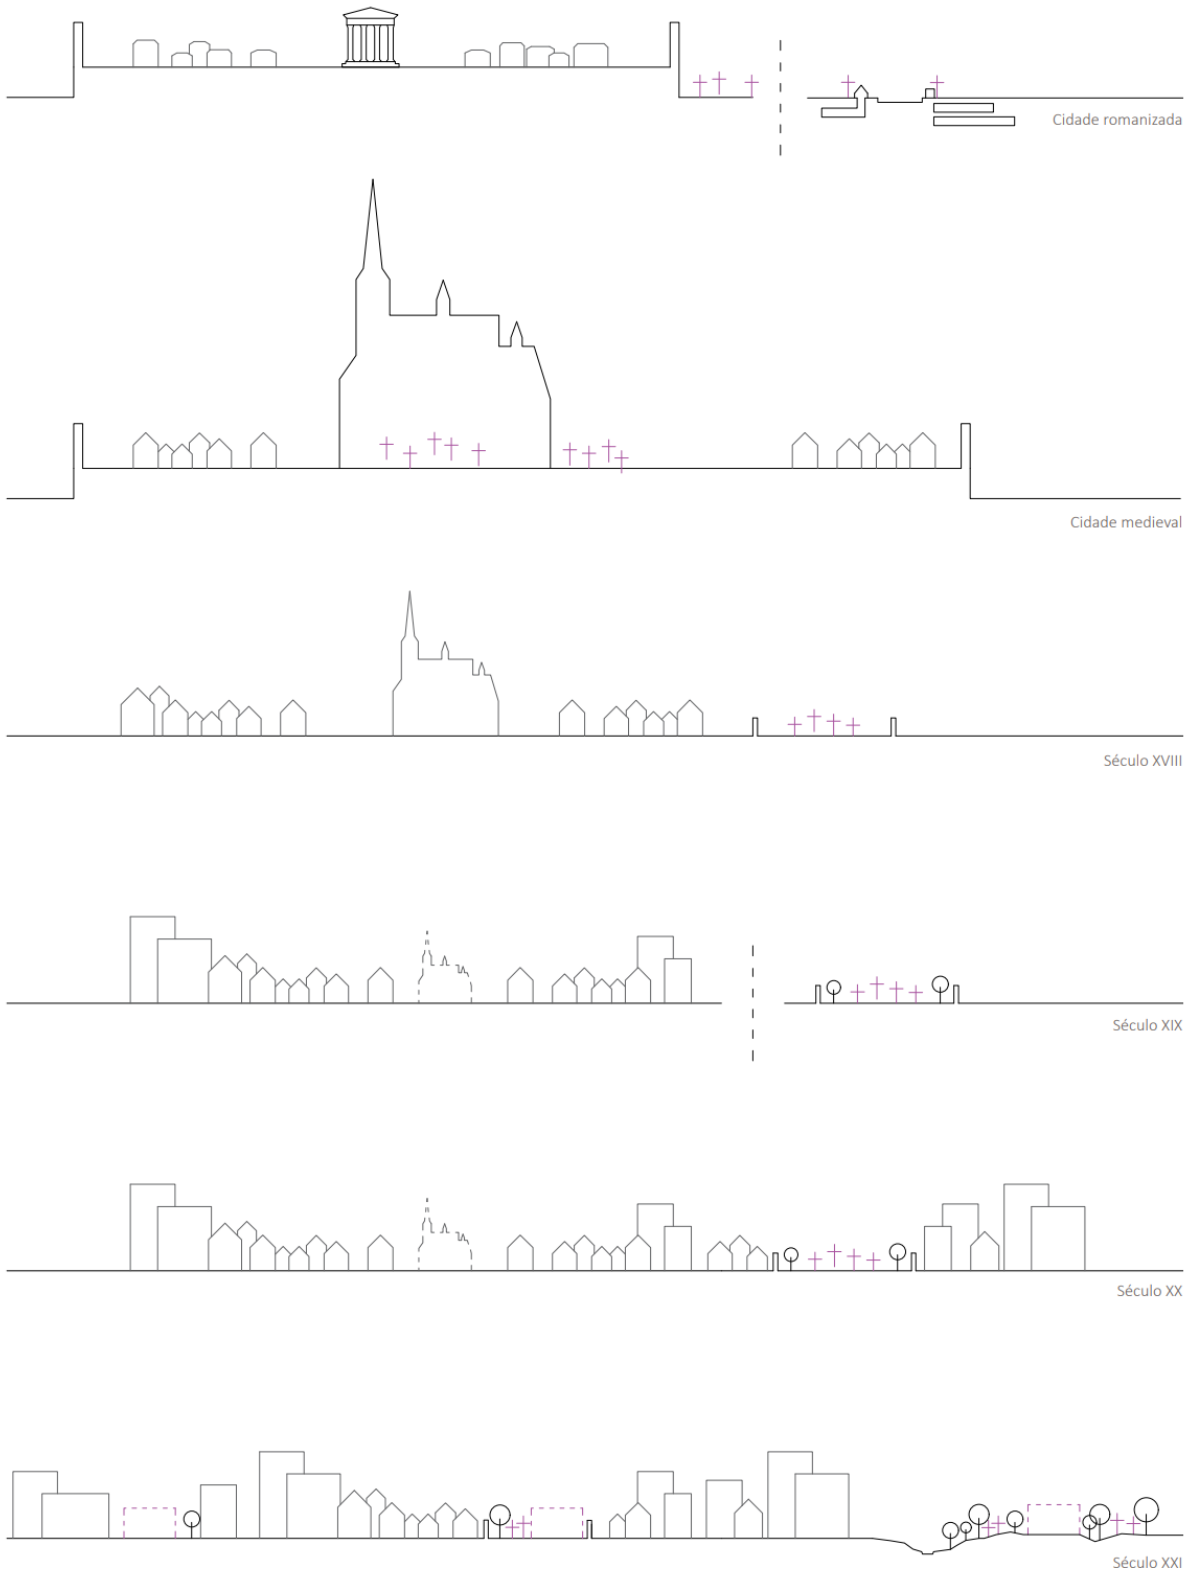 Cidade romanizada
Cidade medieval
Século XVIII
Século XIX
Século XX
Século XXI